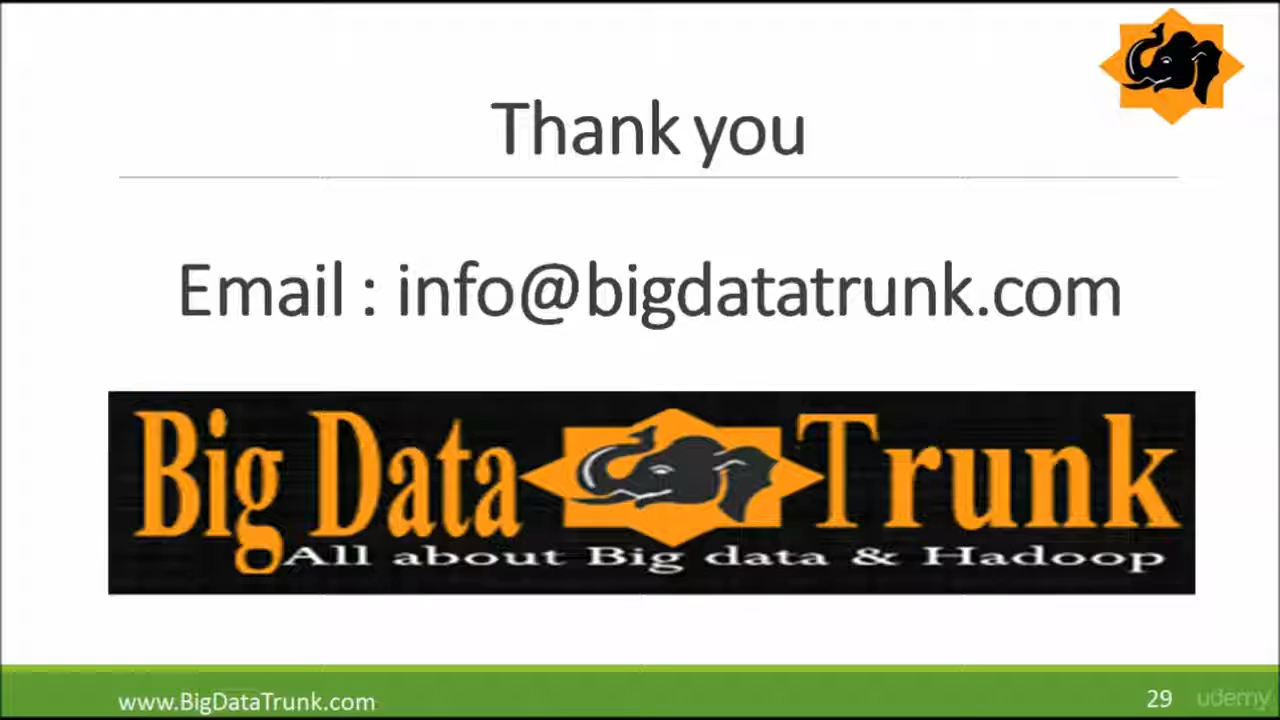 Thank you
Email : info@bigdatatrunk.com
Big Data Trunk
All about Big data & Hadoop
www.BigDataTrunk.com
29
udemy